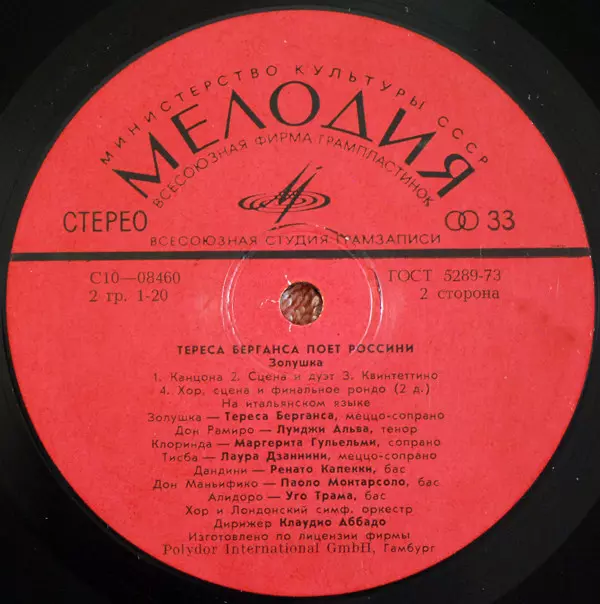 МИНИСТЕРСТВО КУЛЬТУРЫ СССР
МЕЛОДИЯ
ВСЕСОЮЗНАЯ ФИРМА ГРАМПЛАСТИНОК
СТЕРЕО
33
ВСЕСОЮЗНАЯ СТУДИЯ ГРАМЗАПИСИ
С10—08460
ГОСТ 5289-73
2 гр. 1-20
2 сторона
ТЕРЕСА БЕРГАНСА ПОЕТ РОССИНИ
Золушка
1. Канцона 2. Сцена и дуэт 3. Квинтеттино
4. Хор, сцена и финальное рондо (2 д.)
На итальянском языке
Золушка — Тереса Берганса, меццо-сопрано
Дон Рамиро — Луиджи Альва, тенор
Клоринда — Маргерита Гульельми, сопрано
Тисба — Лаура Дзаннини, меццо-сопрано
Дандини — Ренато Капекки, бас
Дон Маньифико — Паоло Монтарсоло, бас
Алидоро — Уго Трама, бас
Хор и Лондонский симф. оркестр
Дирижер Клаудио Аббадо
Изготовлено по лицензии фирмы
Polydor International GmbH, Гамбург